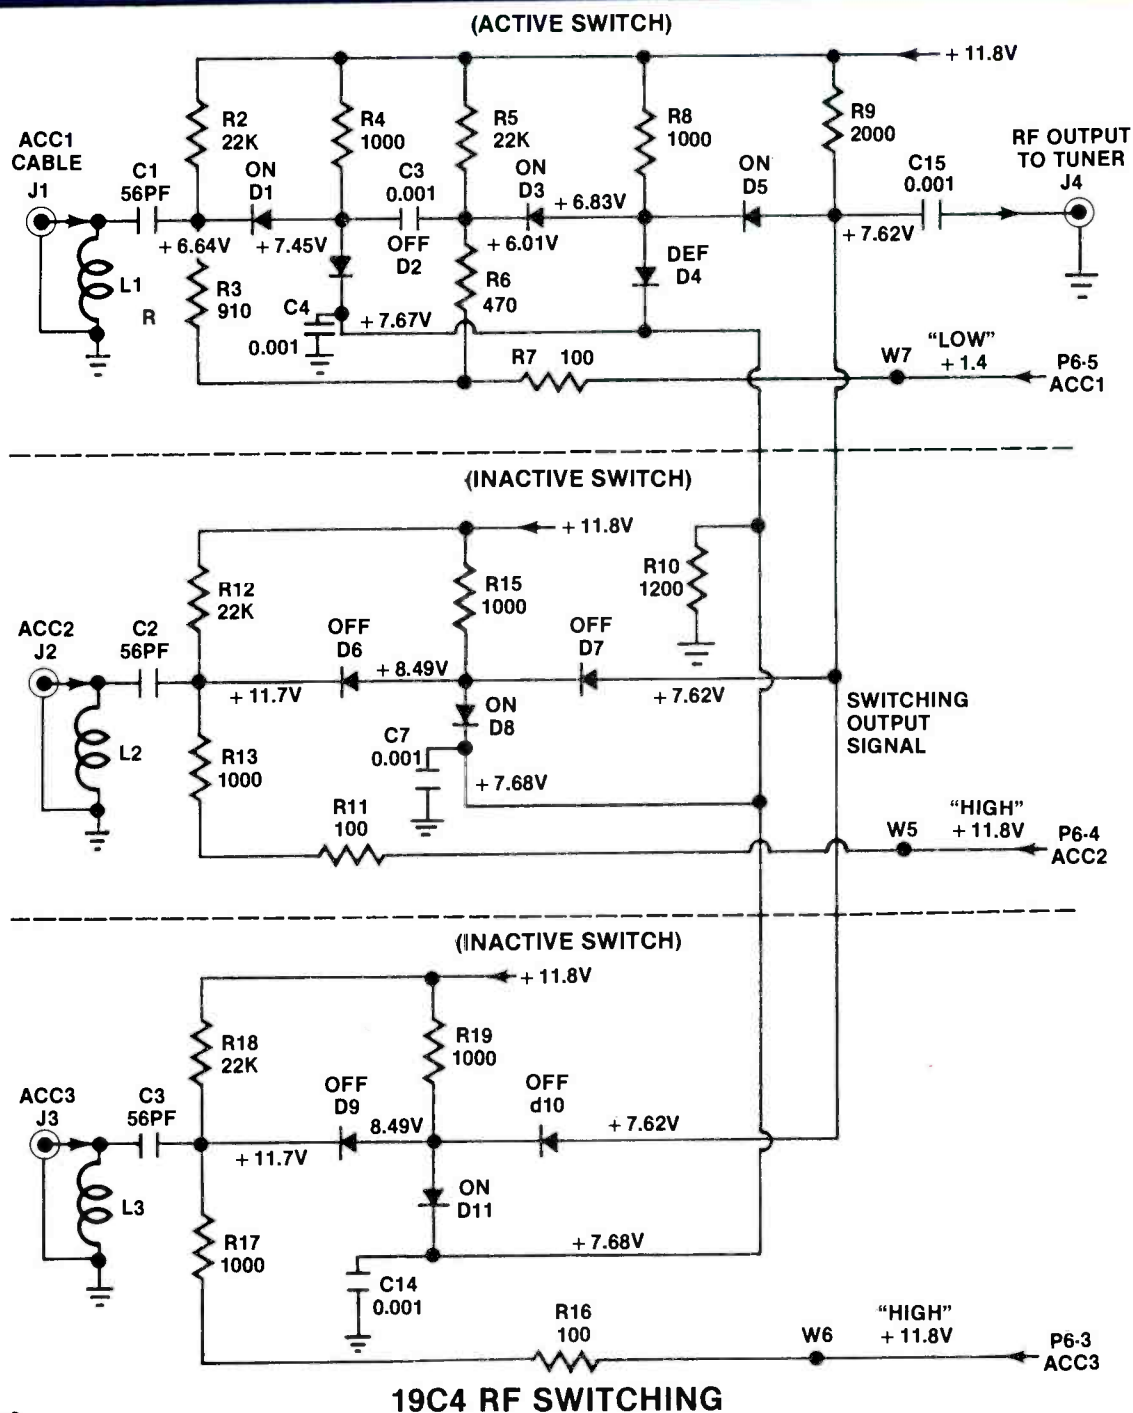 (ACTIVE SWITCH)
+ 11.8V
ACC1
CABLE
J1
C1
56PF
R2
22K
ON
D1
R4
1000
C3
0.001
R5
22K
ON
D3
+ 6.83V
R8
1000
ON
D5
R9
2000
C15
0.001
RF OUTPUT
TO TUNER
J4
+ 6.64V
+ 7.45V
OFF
D2
+ 6.01V
DEF
D4
+ 7.62V
L1
R
R3
910
C4
0.001
+ 7.67V
R6
470
R7 100
W7
"LOW"
+ 1.4
P6-5
ACC1
(INACTIVE SWITCH)
+ 11.8V
ACC2
J2
C2
56PF
R12
22K
OFF
D6
+ 8.49V
R15
1000
OFF
D7
R10
1200
+ 11.7V
+ 7.62V
SWITCHING
OUTPUT
SIGNAL
L2
R13
1000
ON
D8
C7
0.001
+ 7.68V
R11
100
W5
"HIGH"
+ 11.8V
P6-4
ACC2
(INACTIVE SWITCH)
+ 11.8V
ACC3
J3
C3
56PF
R18
22K
OFF
D9
8.49V
R19
1000
OFF
d10
+ 7.62V
+ 11.7V
L3
R17
1000
ON
D11
+ 7.68V
C14
0.001
R16
100
W6
"HIGH"
+ 11.8V
P6-3
ACC3
19C4 RF SWITCHING